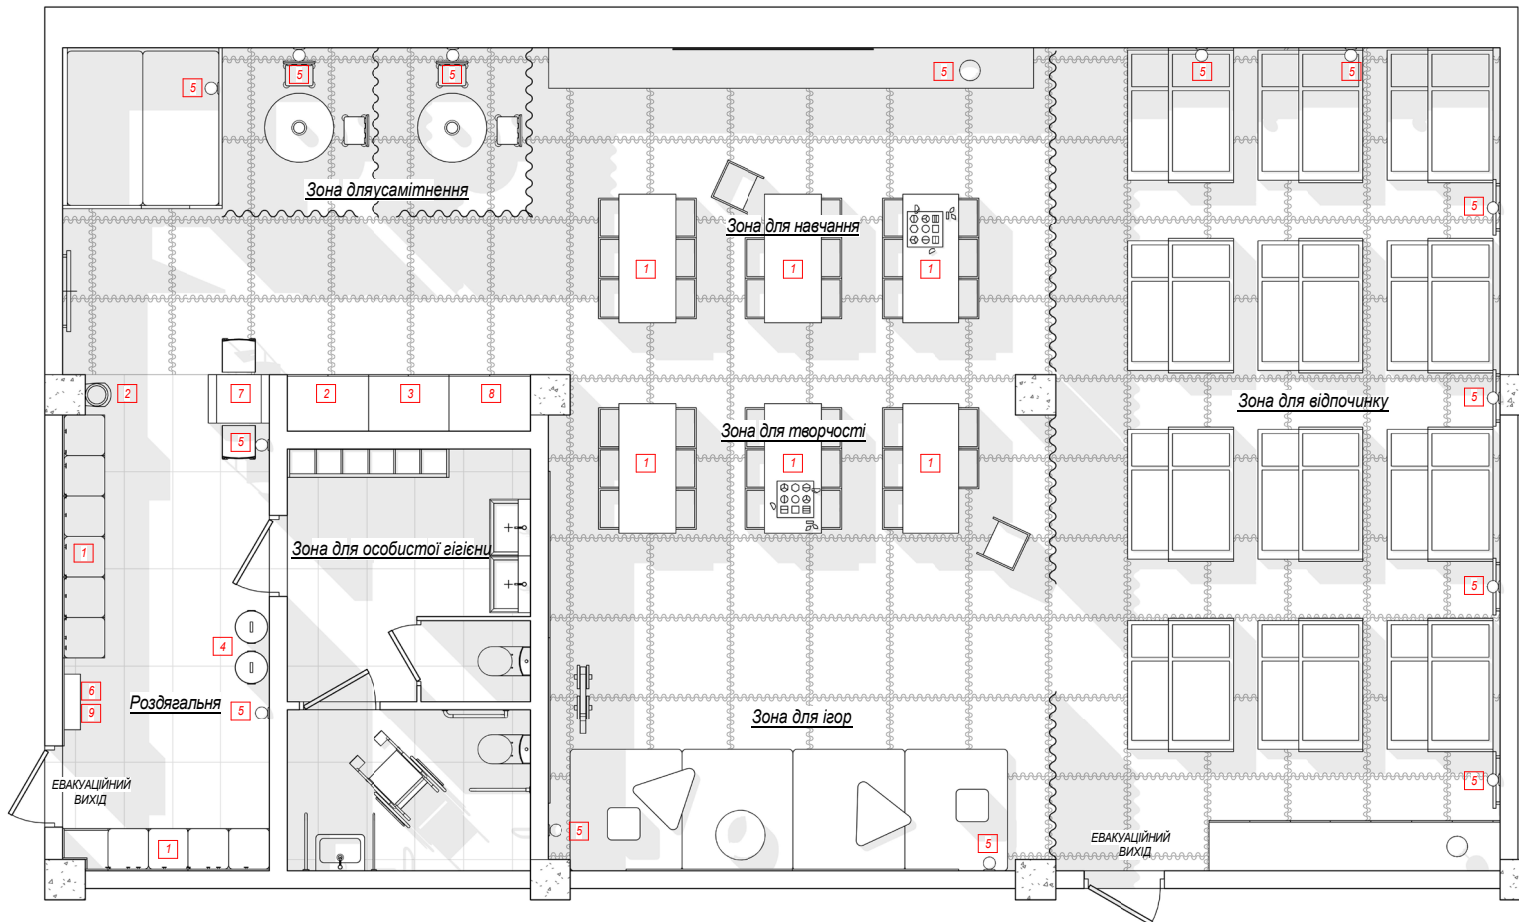 5
5
5
5
5
5
Зона дляусамітнення
5
Зона для навчання
1
1
1
2
7
2
3
8
5
Зона для відпочинку
5
Зона для творчості
1
1
1
1
Зона для особистої гігієни
5
4
6
9
Роздягальня
5
Зона для ігор
ЕВАКУАЦІЙНИЙ
ВИХІД
5
1
5
5
ЕВАКУАЦІЙНИЙ
ВИХІД